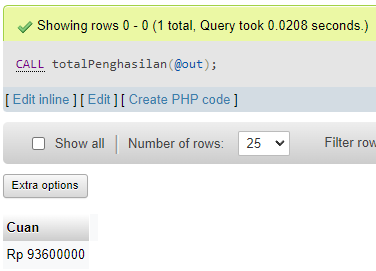 Showing rows 0 - 0 (1 total, Query took 0.0208 seconds.)
CALL totalPenghasilan(@out);
[ Edit inline ] [ Edit ] [ Create PHP code ]
Show all Number of rows: 25 Filter row
Extra options
Cuan
Rp 93600000